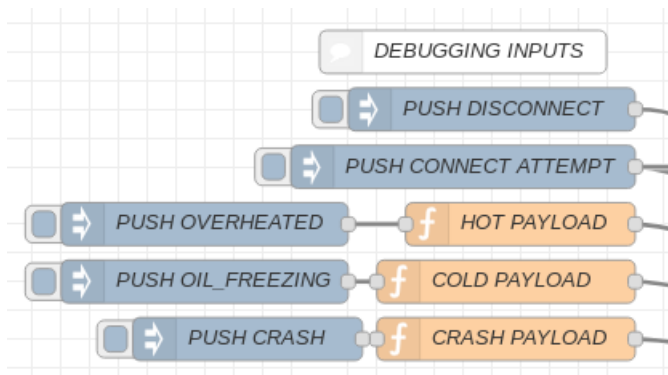 DEBUGGING INPUTS
PUSH DISCONNECT
PUSH CONNECT ATTEMPT
PUSH OVERHEATED HOT PAYLOAD
PUSH OIL_FREEZING COLD PAYLOAD
PUSH CRASH CRASH PAYLOAD